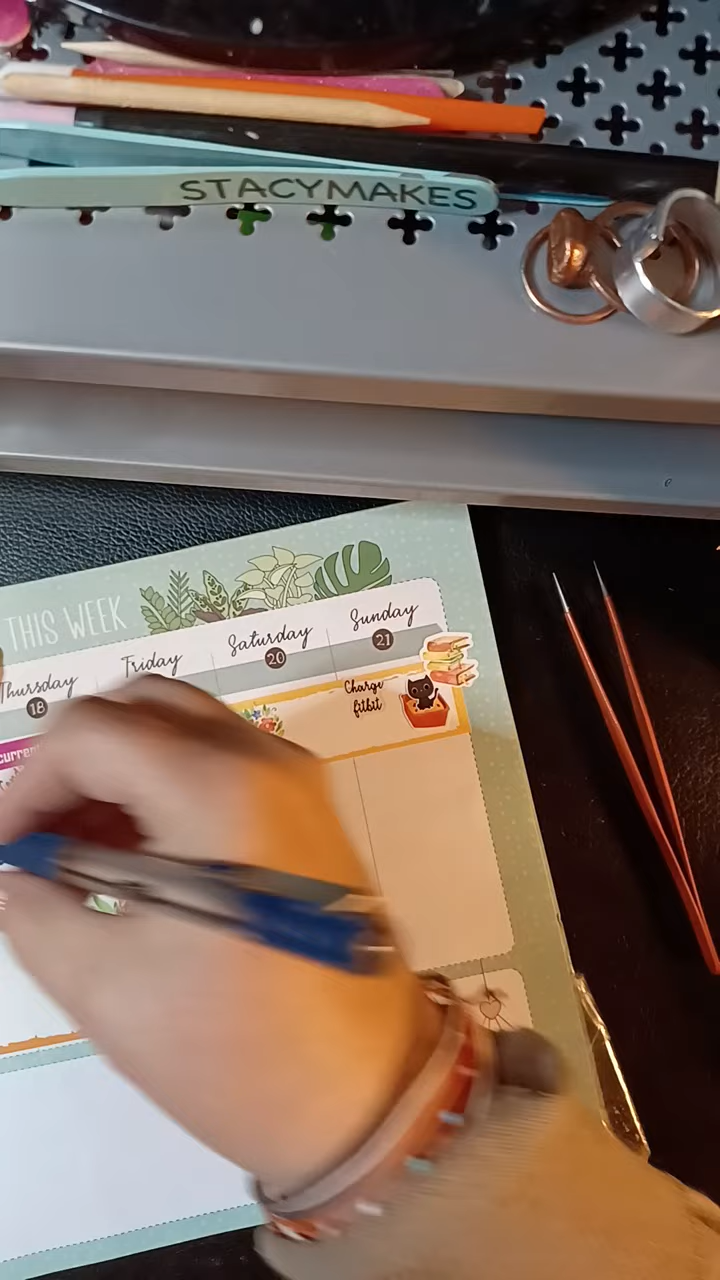 STACYMAKES
THIS WEEK
Thursday Friday Saturday Sunday
18 20 21
Charge
fitbit